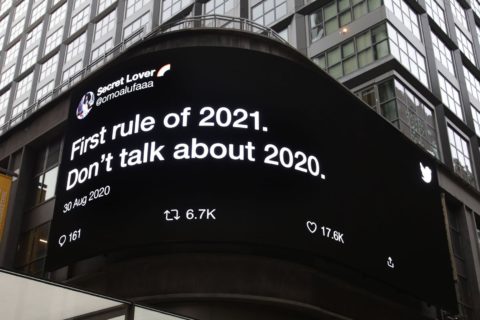 Secret Lover🌈
@omoalufaaa
First rule of 2021.
Don't talk about 2020.
30 Aug 2020
161
6.7K
17.6K